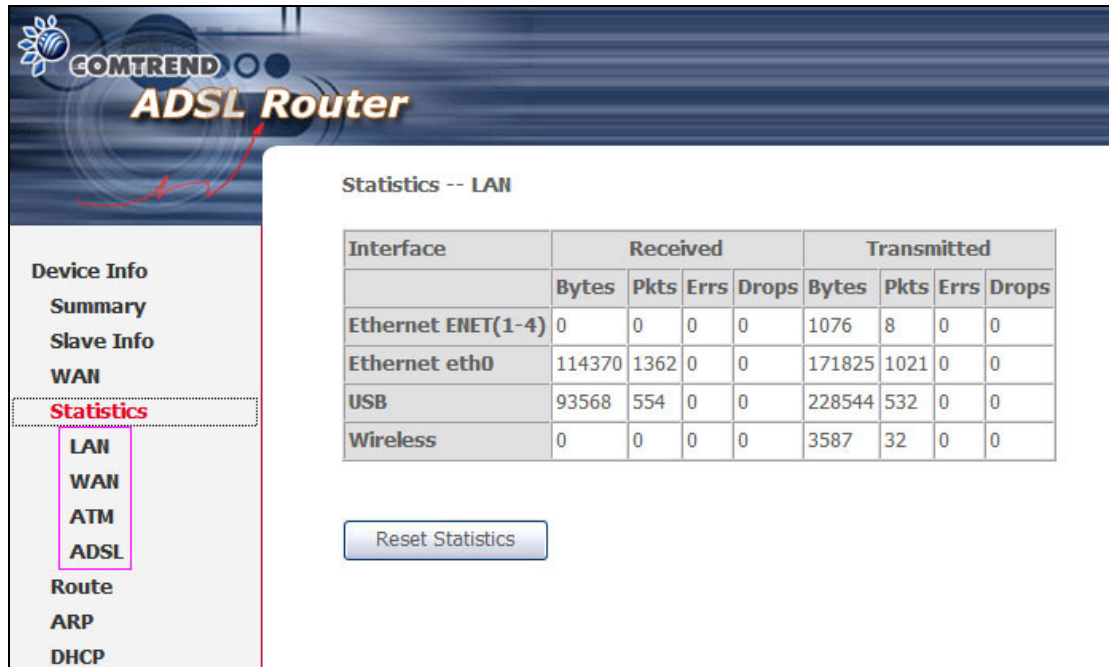 COMTREND
ADSL Router
Device Info
Summary
Slave Info
WAN
Statistics
LAN
WAN
ATM
ADSL
Route
ARP
DHCP
Statistics -- LAN
Interface Received Transmitted
Bytes Pkts Errs Drops Bytes Pkts Errs Drops
Ethernet ENET(1-4) 0 0 0 0 1076 8 0 0
Ethernet eth0 114370 1362 0 0 171825 1021 0 0
USB 93568 554 0 0 228544 532 0 0
Wireless 0 0 0 0 3587 32 0 0
Reset Statistics